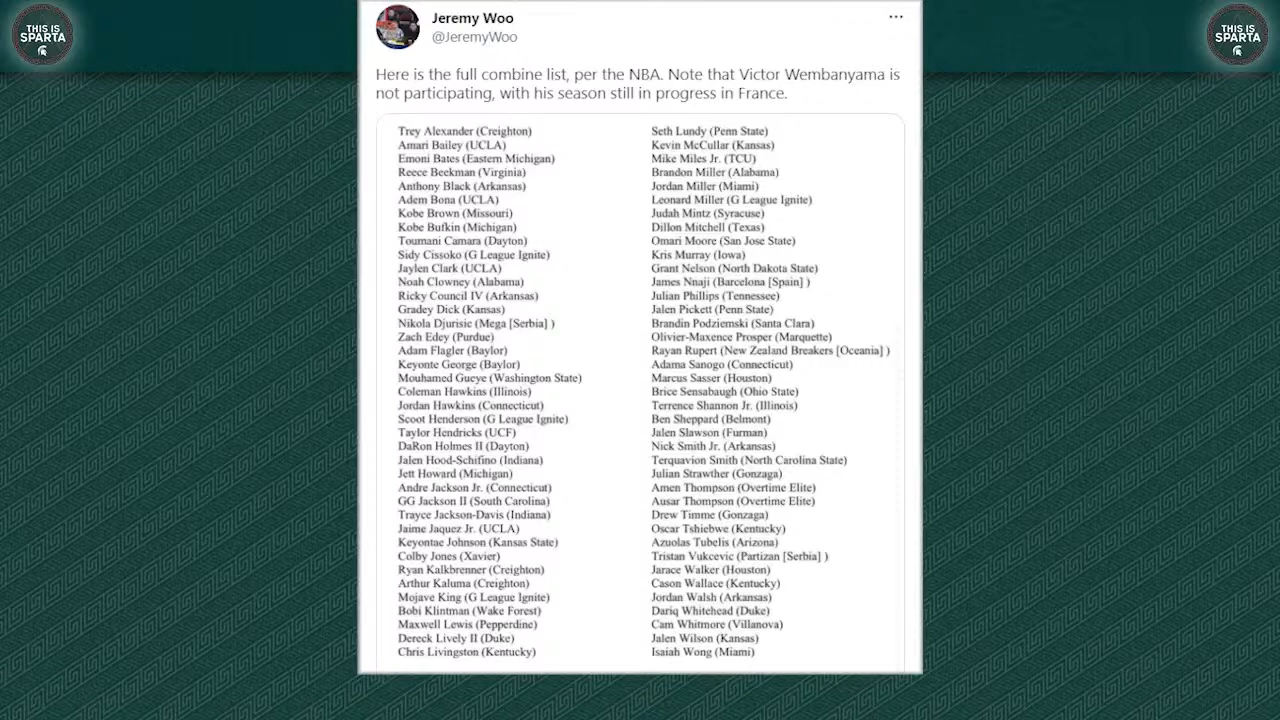 THIS IS
SPARTA
Jeremy Woo
@JeremyWoo
...
THIS IS
SPARTA
Here is the full combine list, per the NBA. Note that Victor Wembanyama is
not participating, with his season still in progress in France.
Trey Alexander (Creighton)
Amari Bailey (UCLA)
Emoni Bates (Eastern Michigan)
Reece Beekman (Virginia)
Anthony Black (Arkansas)
Adem Bona (UCLA)
Kobe Brown (Missouri)
Kobe Bufkin (Michigan)
Toumani Camara (Dayton)
Sidy Cissoko (G League Ignite)
Jaylen Clark (UCLA)
Noah Clowney (Alabama)
Ricky Council IV (Arkansas)
Gradey Dick (Kansas)
Nikola Djurisic (Mega [Serbia] )
Zach Edey (Purdue)
Adam Flagler (Baylor)
Keyonte George (Baylor)
Mouhamed Gueye (Washington State)
Coleman Hawkins (Illinois)
Jordan Hawkins (Connecticut)
Scoot Henderson (G League Ignite)
Taylor Hendricks (UCF)
DaRon Holmes II (Dayton)
Jalen Hood-Schifino (Indiana)
Jett Howard (Michigan)
Andre Jackson Jr. (Connecticut)
GG Jackson II (South Carolina)
Trayce Jackson-Davis (Indiana)
Jaime Jaquez Jr. (UCLA)
Keyontae Johnson (Kansas State)
Colby Jones (Xavier)
Ryan Kalkbrenner (Creighton)
Arthur Kaluma (Creighton)
Mojave King (G League Ignite)
Bobi Klintman (Wake Forest)
Maxwell Lewis (Pepperdine)
Dereck Lively II (Duke)
Chris Livingston (Kentucky)
Seth Lundy (Penn State)
Kevin McCullar (Kansas)
Mike Miles Jr. (TCU)
Brandon Miller (Alabama)
Jordan Miller (Miami)
Leonard Miller (G League Ignite)
Judah Mintz (Syracuse)
Dillon Mitchell (Texas)
Omari Moore (San Jose State)
Kris Murray (Iowa)
Grant Nelson (North Dakota State)
James Nnaji (Barcelona [Spain] )
Julian Phillips (Tennessee)
Jalen Pickett (Penn State)
Brandin Podziemski (Santa Clara)
Olivier-Maxence Prosper (Marquette)
Rayan Rupert (New Zealand Breakers [Oceania] )
Adama Sanogo (Connecticut)
Marcus Sasser (Houston)
Brice Sensabaugh (Ohio State)
Terrence Shannon Jr. (Illinois)
Ben Sheppard (Belmont)
Jalen Slawson (Furman)
Nick Smith Jr. (Arkansas)
Terquavion Smith (North Carolina State)
Julian Strawther (Gonzaga)
Amen Thompson (Overtime Elite)
Ausar Thompson (Overtime Elite)
Drew Timme (Gonzaga)
Oscar Tshiebwe (Kentucky)
Azuolas Tubelis (Arizona)
Tristan Vukcevic (Partizan [Serbia] )
Jarace Walker (Houston)
Cason Wallace (Kentucky)
Jordan Walsh (Arkansas)
Dariq Whitehead (Duke)
Cam Whitmore (Villanova)
Jalen Wilson (Kansas)
Isaiah Wong (Miami)